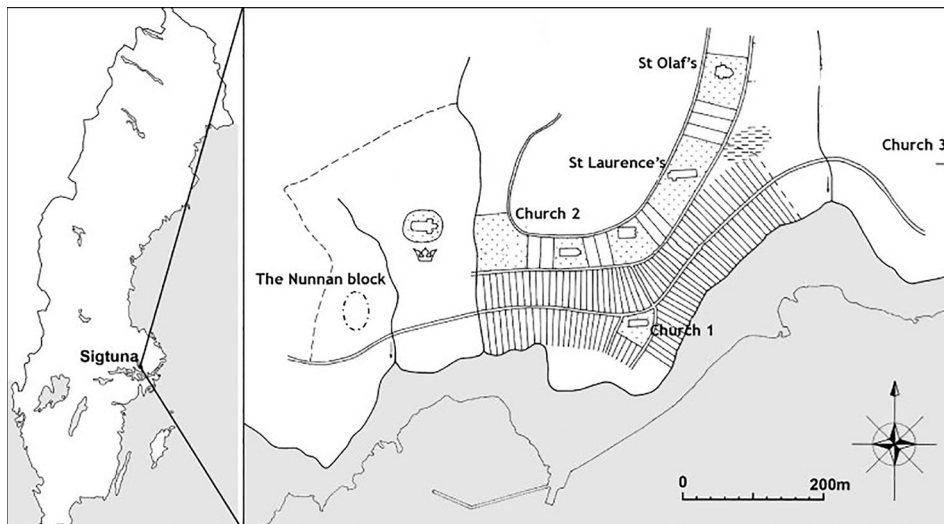 St Olaf's
St Laurence's
Church 3
Church 2
The Nunnan block
Church 1
Sigtuna
0
200m